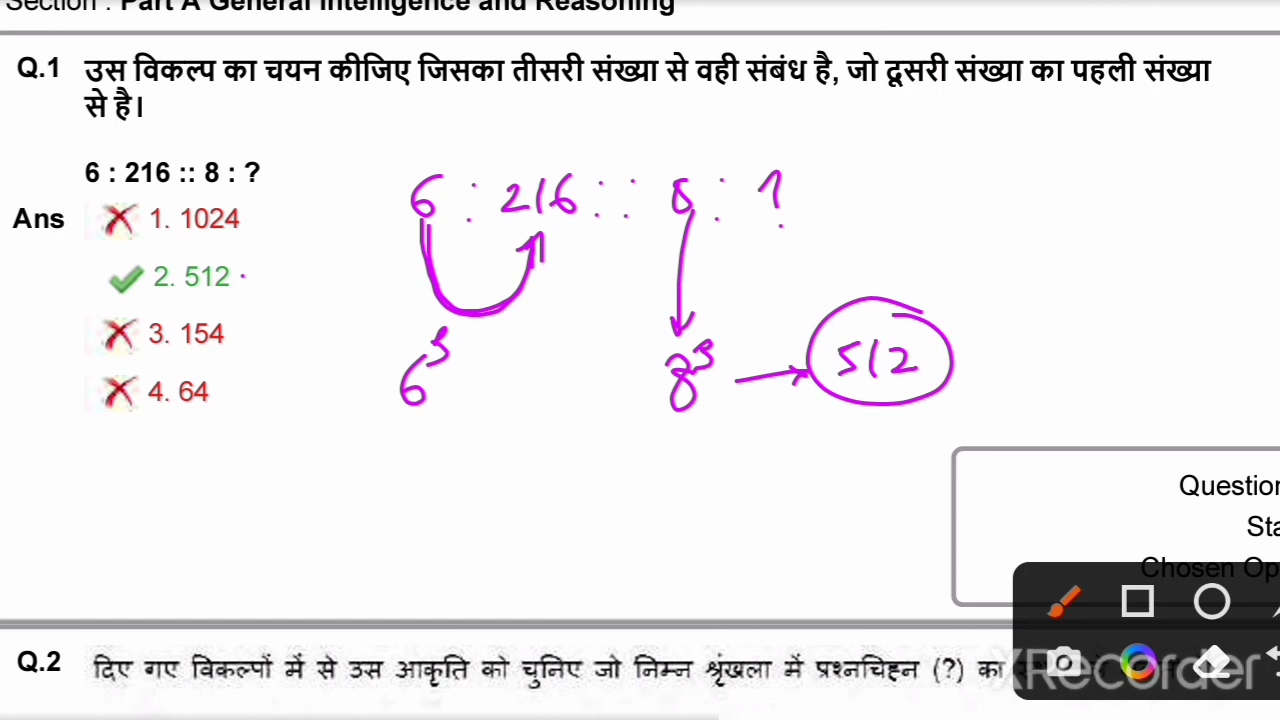 Section : Part A General Intelligence and Reasoning
Q.1 उस विकल्प का चयन कीजिए जिसका तीसरी संख्या से वही संबंध है, जो दूसरी संख्या का पहली संख्या
से है।
6 : 216 :: 8 : ?
6 : 216 :: 8 : ?
Ans
1. 1024
2. 512
3. 154
4. 64
6³
8³
512
Question
Sta
Chosen Op
Q.2 दिए गए विकल्पों में से उस आकृति को चुनिए जो निम्न श्रृंखला में प्रश्नचिह्न (?) का
XRecorder